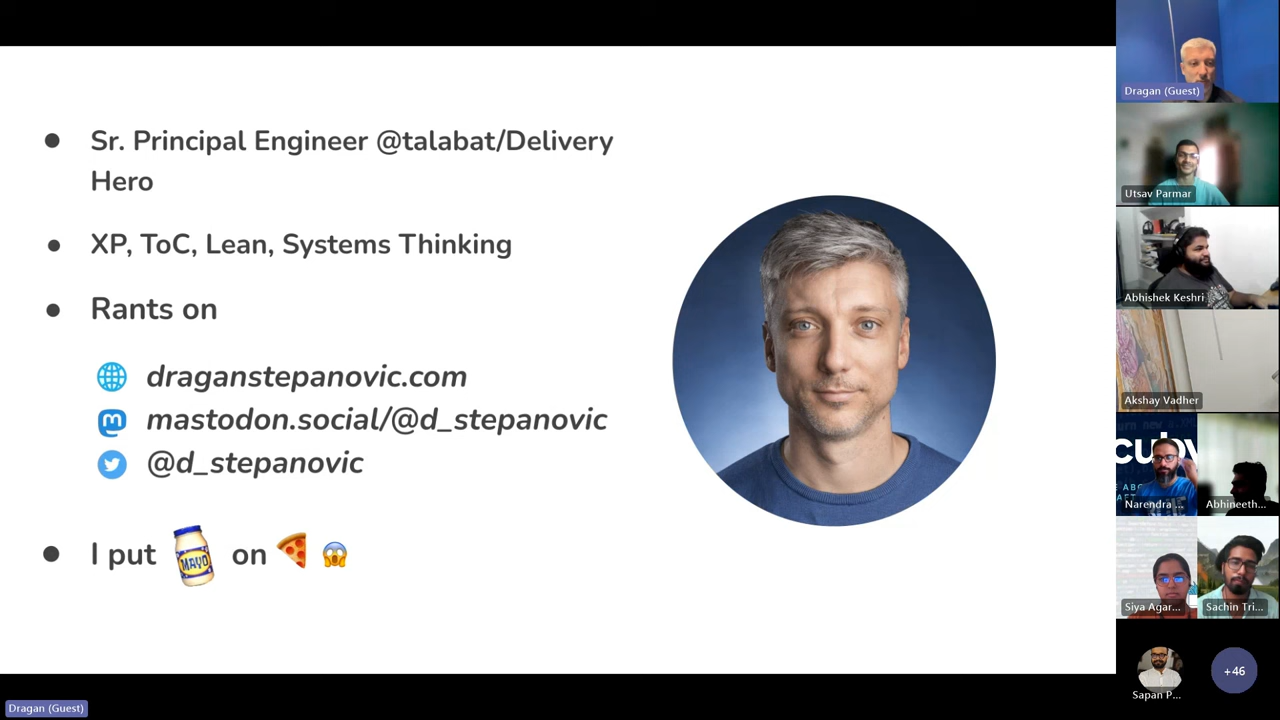 Sr. Principal Engineer @talabat/Delivery
Hero
XP, ToC, Lean, Systems Thinking
Rants on
draganstepanovic.com
mastodon.social/@d_stepanovic
@d_stepanovic
I put MAYO on
Dragan (Guest)
Dragan (Guest)
Utsav Parmar
Abhishek Keshri
Akshay Vadher
Narendra ...
Abhineeth...
Siya Agar...
Sachin Tri...
Sapan P...
+46